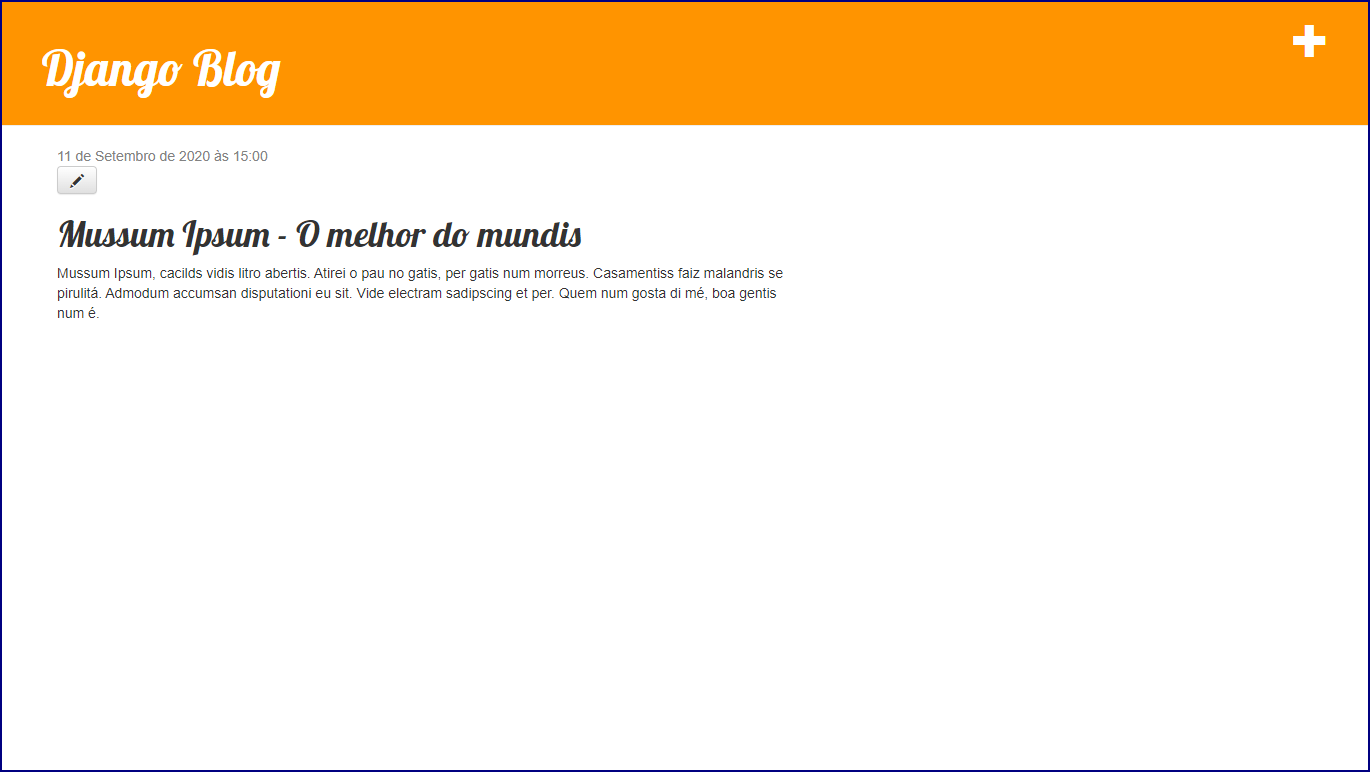 Django Blog
11 de Setembro de 2020 às 15:00
Mussum Ipsum - O melhor do mundis
Mussum Ipsum, cacilds vidis litro abertis. Atirei o pau no gatis, per gatis num morreus. Casamentiss faiz malandris se
pirulitá. Admodum accumsan disputationi eu sit. Vide electram sadipscing et per. Quem num gosta di mé, boa gentis
num é.